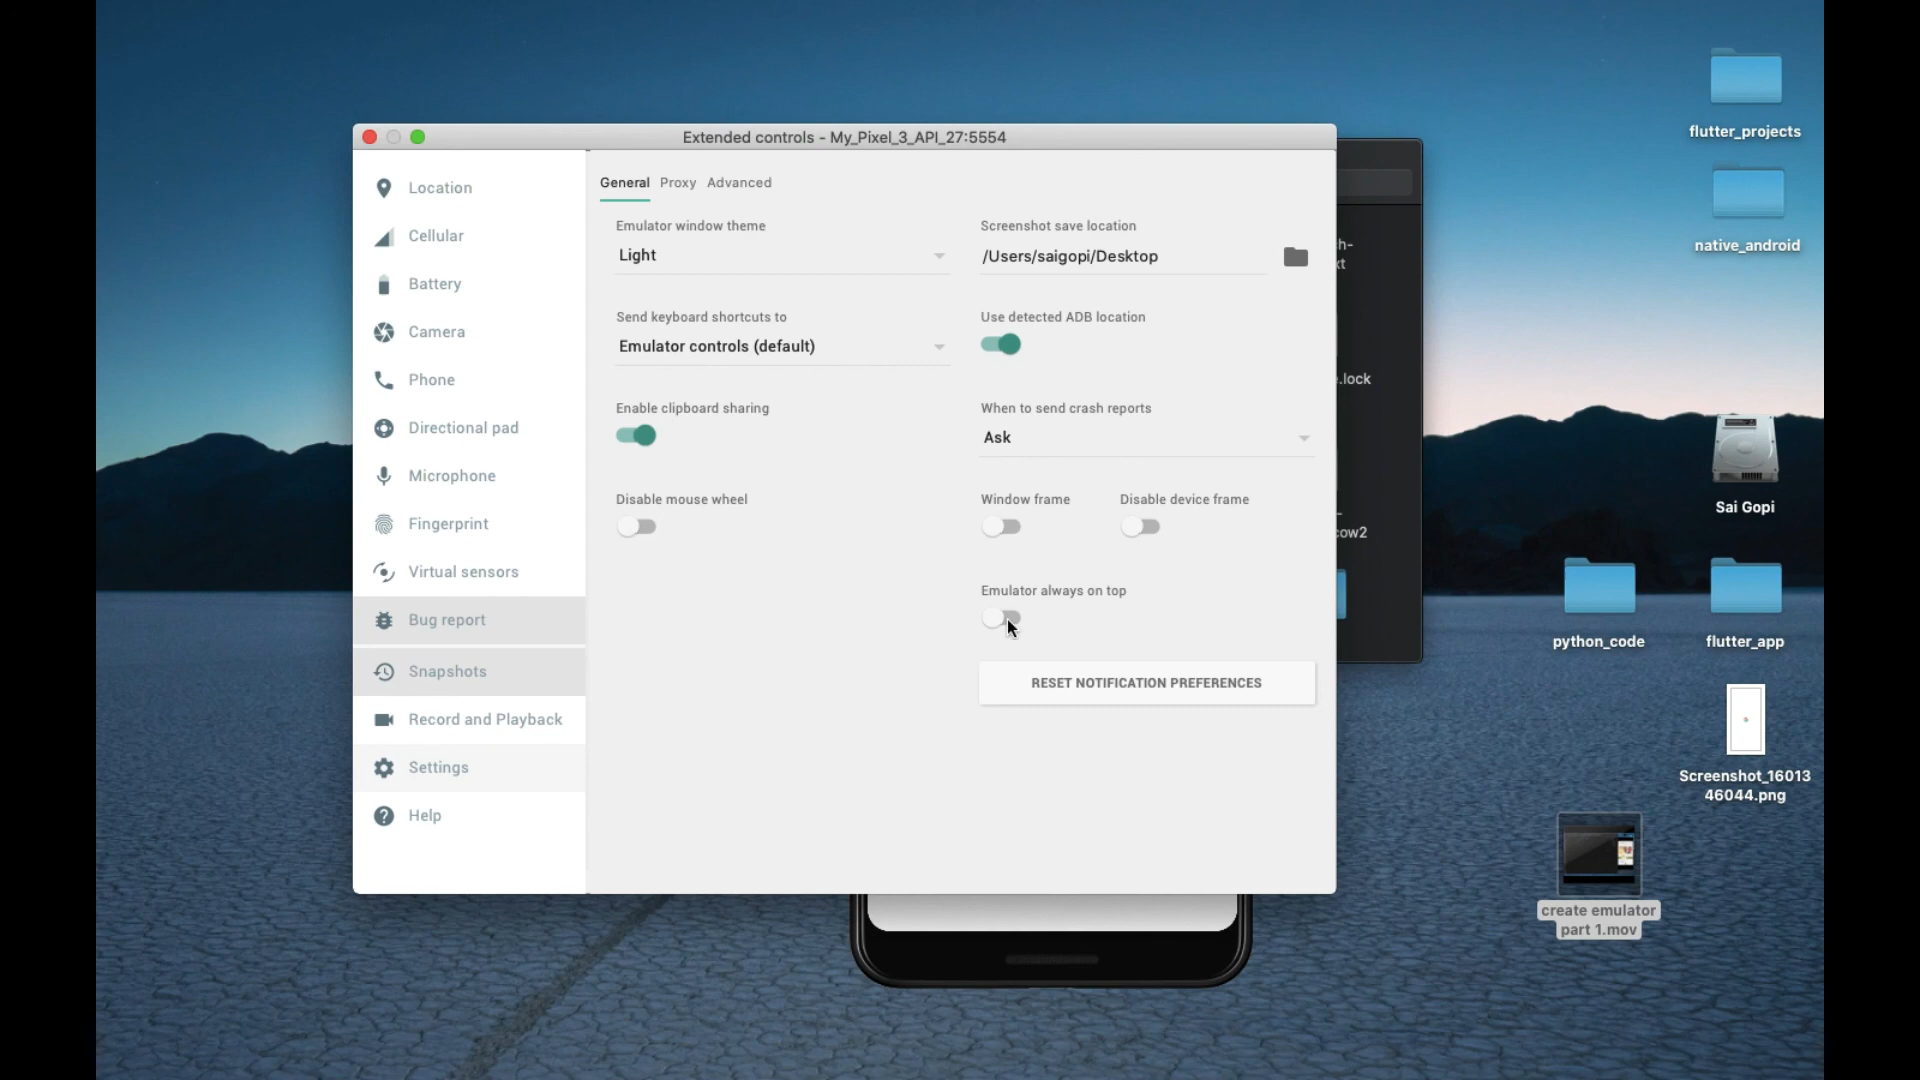 Extended controls - My_Pixel_3_API_27:5554
Location
Cellular
Battery
Camera
Phone
Directional pad
Microphone
Fingerprint
Virtual sensors
Bug report
Snapshots
Record and Playback
Settings
Help
General Proxy Advanced
Emulator window theme
Light
Send keyboard shortcuts to
Emulator controls (default)
Enable clipboard sharing
Disable mouse wheel
Screenshot save location
/Users/saigopi/Desktop
Use detected ADB location
When to send crash reports
Ask
Window frame Disable device frame
Emulator always on top
RESET NOTIFICATION PREFERENCES
.lock
flutter_projects
native_android
Sai Gopi
python_code
flutter_app
Screenshot_16013
46044.png
create emulator
part 1.mov